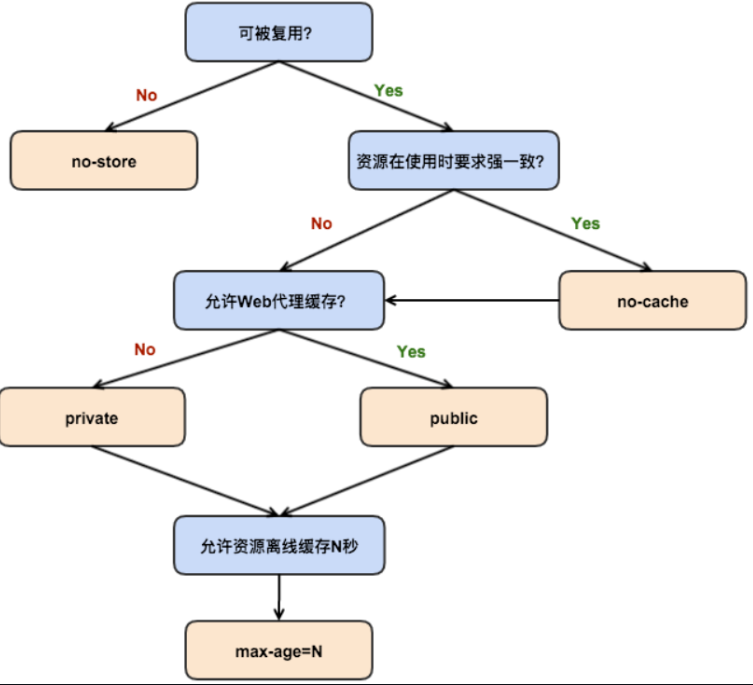 可被复用?
No
Yes
no-store
资源在使用时要求强一致?
No
Yes
允许Web代理缓存?
no-cache
No
Yes
private
public
允许资源离线缓存N秒
max-age=N